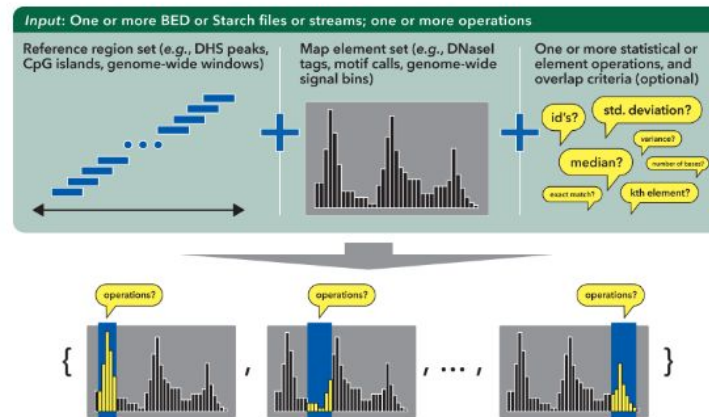 Input: One or more BED or Starch files or streams; one or more operations
Reference region set (e.g., DHS peaks,
CpG islands, genome-wide windows)
Map element set (e.g., DNaseI
tags, motif calls, genome-wide
signal bins)
One or more statistical or
element operations, and
overlap criteria (optional)
id's?
std. deviation?
variance?
median?
number of bases?
exact match?
kth element?
operations?
operations?
operations?
{ , , ... , }